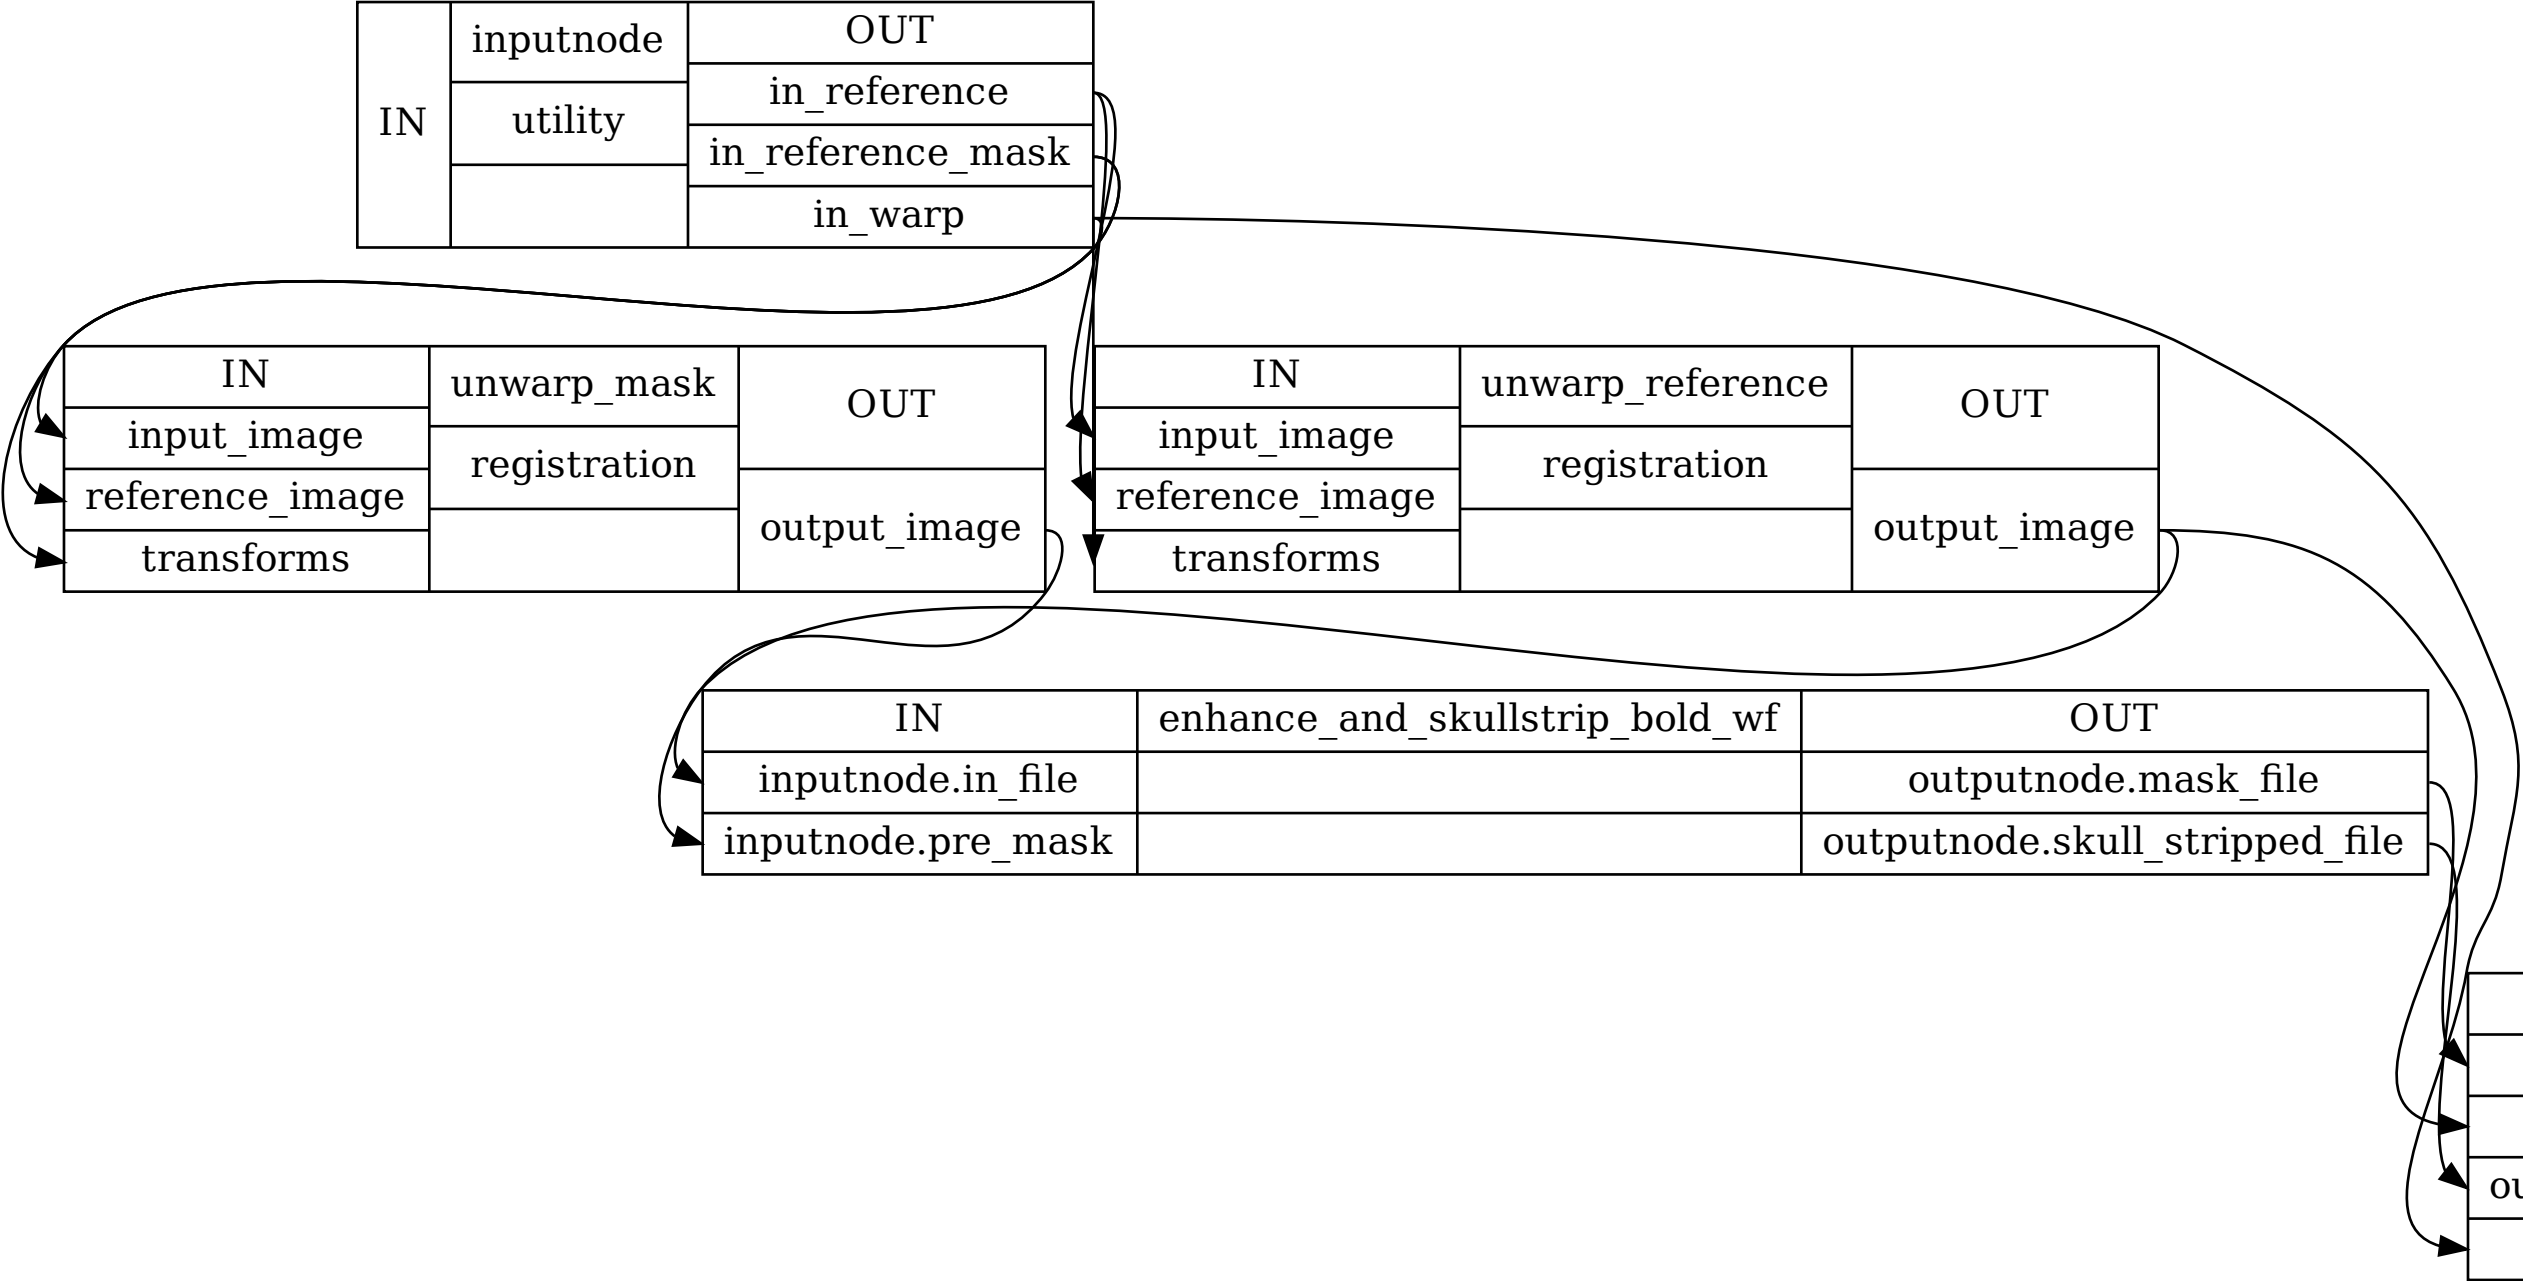 IN
inputnode
utility
OUT
in_reference
in_reference_mask
in_warp
IN
input_image
reference_image
transforms
unwarp_mask
registration
OUT
output_image
IN
input_image
reference_image
transforms
unwarp_reference
registration
OUT
output_image
IN
inputnode.in_file
inputnode.pre_mask
enhance_and_skullstrip_bold_wf
OUT
outputnode.mask_file
outputnode.skull_stripped_file